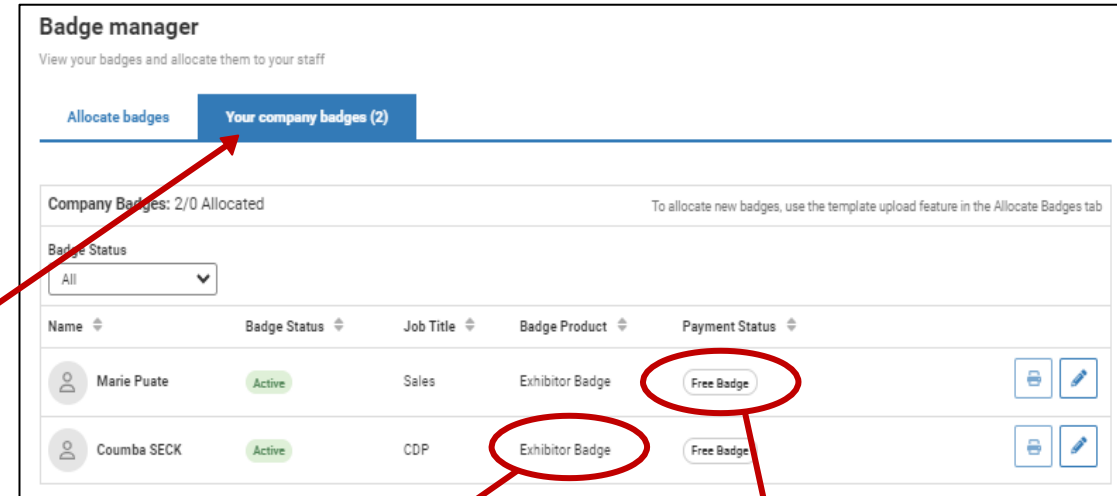 Badge manager
View your badges and allocate them to your staff
Allocate badges Your company badges (2)
Company Badges: 2/0 Allocated To allocate new badges, use the template upload feature in the Allocate Badges tab
Badge Status
All
Name Badge Status Job Title Badge Product Payment Status
Marie Puate Active Sales Exhibitor Badge Free Badge
Coumba SECK Active CDP Exhibitor Badge Free Badge